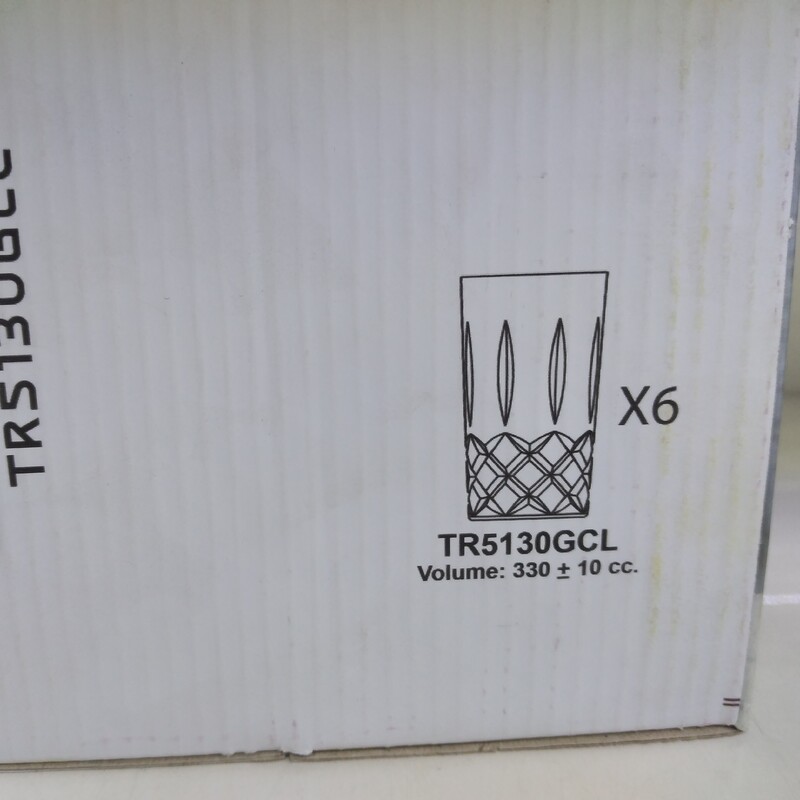 TR5130GCL
X6
TR5130GCL
Volume: 330 ± 10 cc.